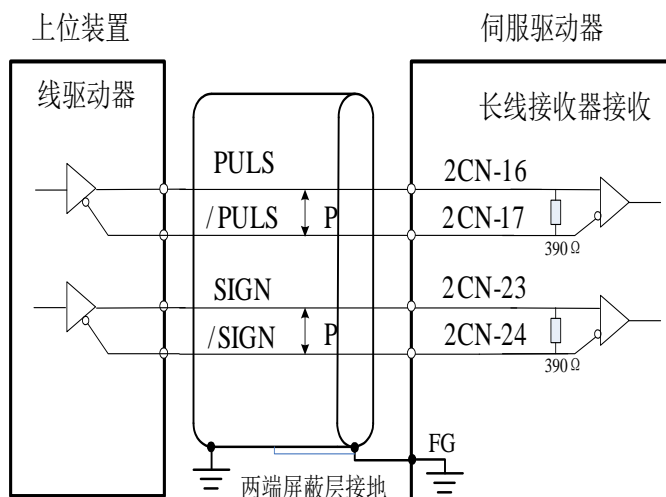 上位装置
伺服驱动器
线驱动器
长线接收器接收
PULS
2CN-16
/PULS
P
2CN-17
390Ω
SIGN
2CN-23
/SIGN
P
2CN-24
390Ω
FG
两端屏蔽层接地